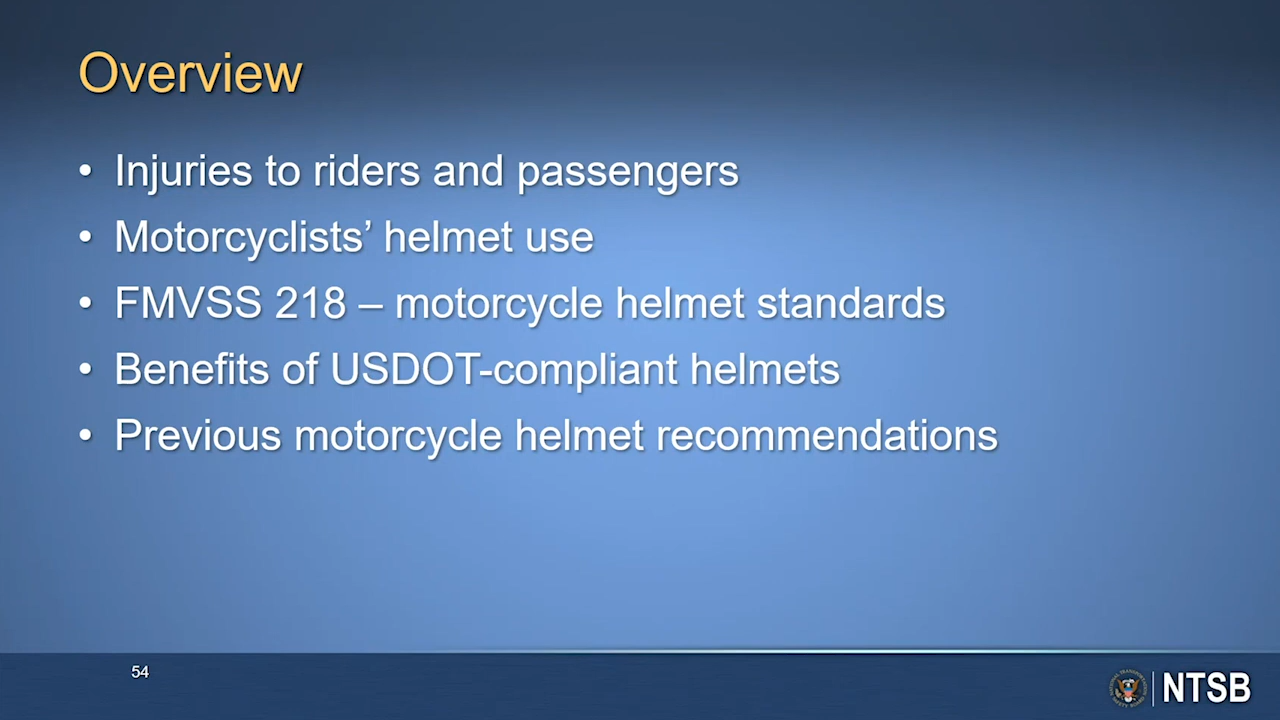 Overview
• Injuries to riders and passengers
• Motorcyclists’ helmet use
• FMVSS 218 – motorcycle helmet standards
• Benefits of USDOT-compliant helmets
• Previous motorcycle helmet recommendations
54
NTSB